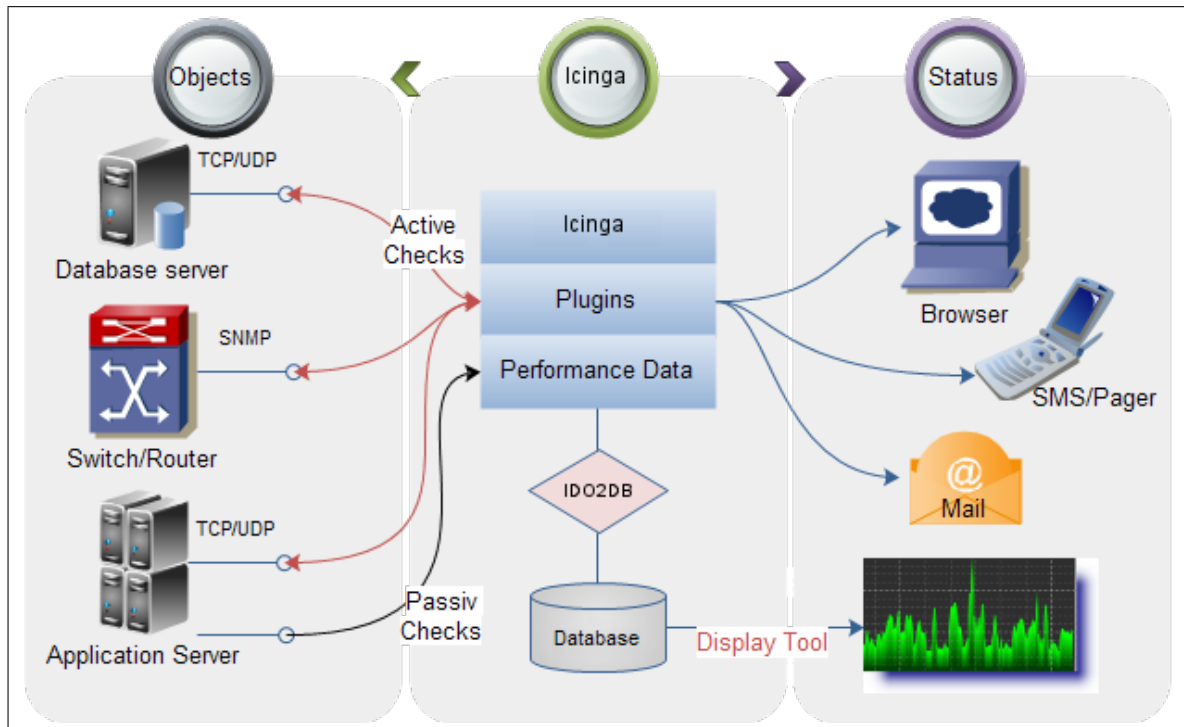 Objects
Icinga
Status
TCP/UDP
Database server
SNMP
Switch/Router
TCP/UDP
Application Server
Active
Checks
Passiv
Checks
Icinga
Plugins
Performance Data
IDO2DB
Database
Display Tool
Browser
SMS/Pager
@
Mail